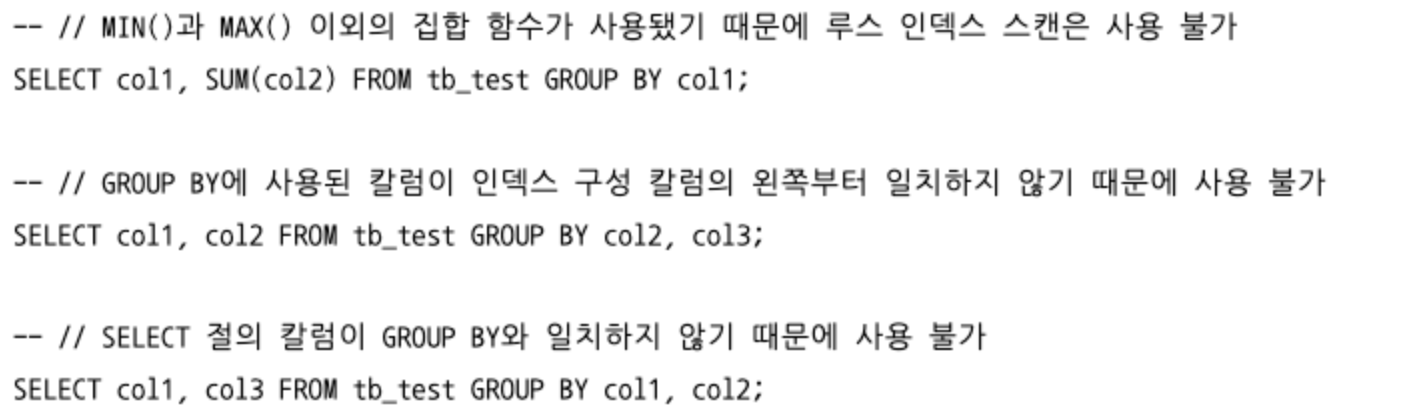 -- // MIN()과 MAX() 이외의 집합 함수가 사용됐기 때문에 루스 인덱스 스캔은 사용 불가
SELECT col1, SUM(col2) FROM tb_test GROUP BY col1;
-- // GROUP BY에 사용된 칼럼이 인덱스 구성 칼럼의 왼쪽부터 일치하지 않기 때문에 사용 불가
SELECT col1, col2 FROM tb_test GROUP BY col2, col3;
-- // SELECT 절의 칼럼이 GROUP BY와 일치하지 않기 때문에 사용 불가
SELECT col1, col3 FROM tb_test GROUP BY col1, col2;